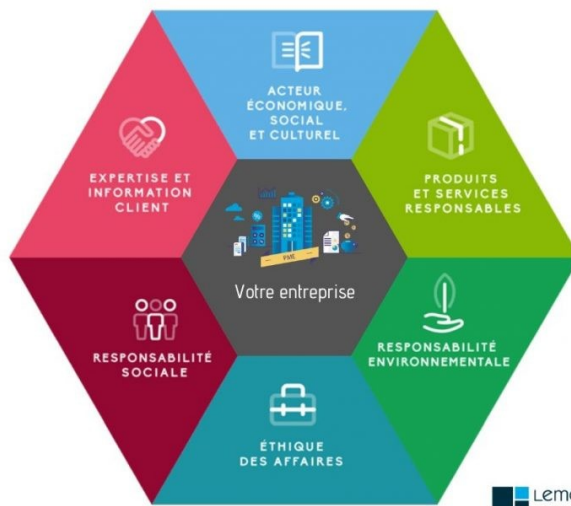 ACTEUR
ÉCONOMIQUE,
SOCIAL
ET CULTUREL
EXPERTISE ET
INFORMATION
CLIENT
PRODUITS
ET SERVICES
RESPONSABLES
PME
Votre entreprise
RESPONSABILITÉ
SOCIALE
RESPONSABILITÉ
ENVIRONNEMENTALE
ÉTHIQUE
DES AFFAIRES